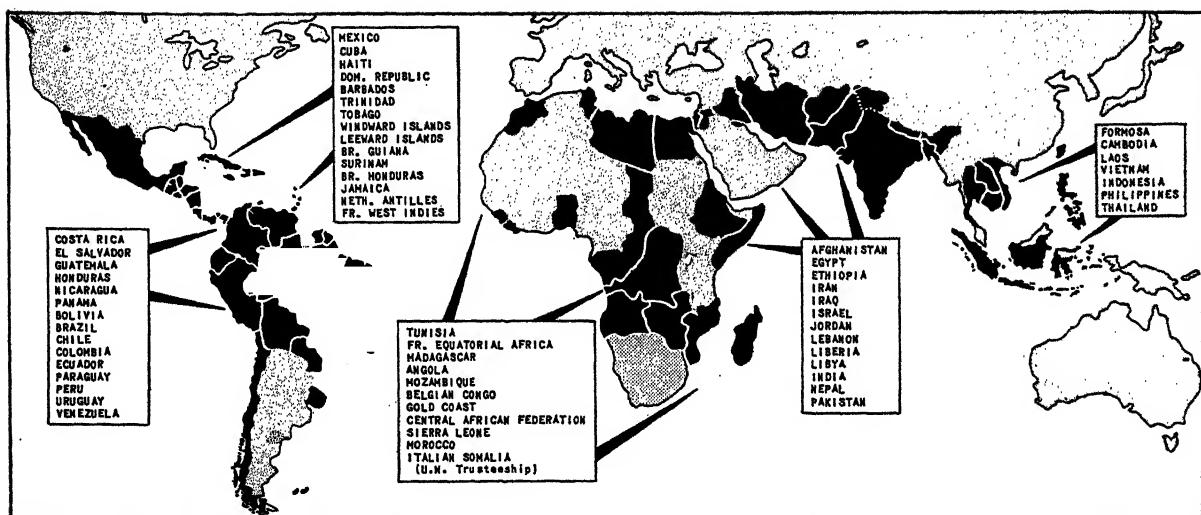 MEXICO
CUBA
HAITI
DOM. REPUBLIC
BARBADOS
TRINIDAD
TOBAGO
WINDWARD ISLANDS
LEEWARD ISLANDS
BR. GUIANA
SURINAM
BR. HONDURAS
JAMAICA
NETH. ANTILLES
FR. WEST INDIES
COSTA RICA
EL SALVADOR
GUATEMALA
HONDURAS
NICARAGUA
PANAMA
BOLIVIA
BRAZIL
CHILE
COLOMBIA
ECUADOR
PARAGUAY
PERU
URUGUAY
VENEZUELA
TUNISIA
FR. EQUATORIAL AFRICA
MADAGASCAR
ANGOLA
MOZAMBIQUE
BELGIAN CONGO
GOLD COAST
CENTRAL AFRICAN FEDERATION
SIERRA LEONE
MOROCCO
ITALIAN SOMALIA
(U.N. Trusteeship)
AFGHANISTAN
EGYPT
ETHIOPIA
IRAN
IRAQ
ISRAEL
JORDAN
LEBANON
LIBERIA
LIBYA
INDIA
NEPAL
PAKISTAN
FORMOSA
CAMBODIA
LAOS
VIETNAM
INDONESIA
PHILIPPINES
THAILAND